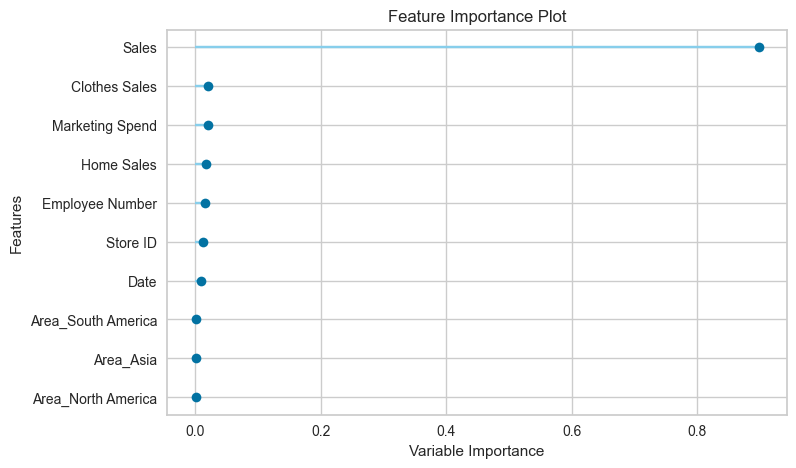 Feature Importance Plot
Features
Sales
Clothes Sales
Marketing Spend
Home Sales
Employee Number
Store ID
Date
Area_South America
Area_Asia
Area_North America
0.0 0.2 0.4 0.6 0.8
Variable Importance